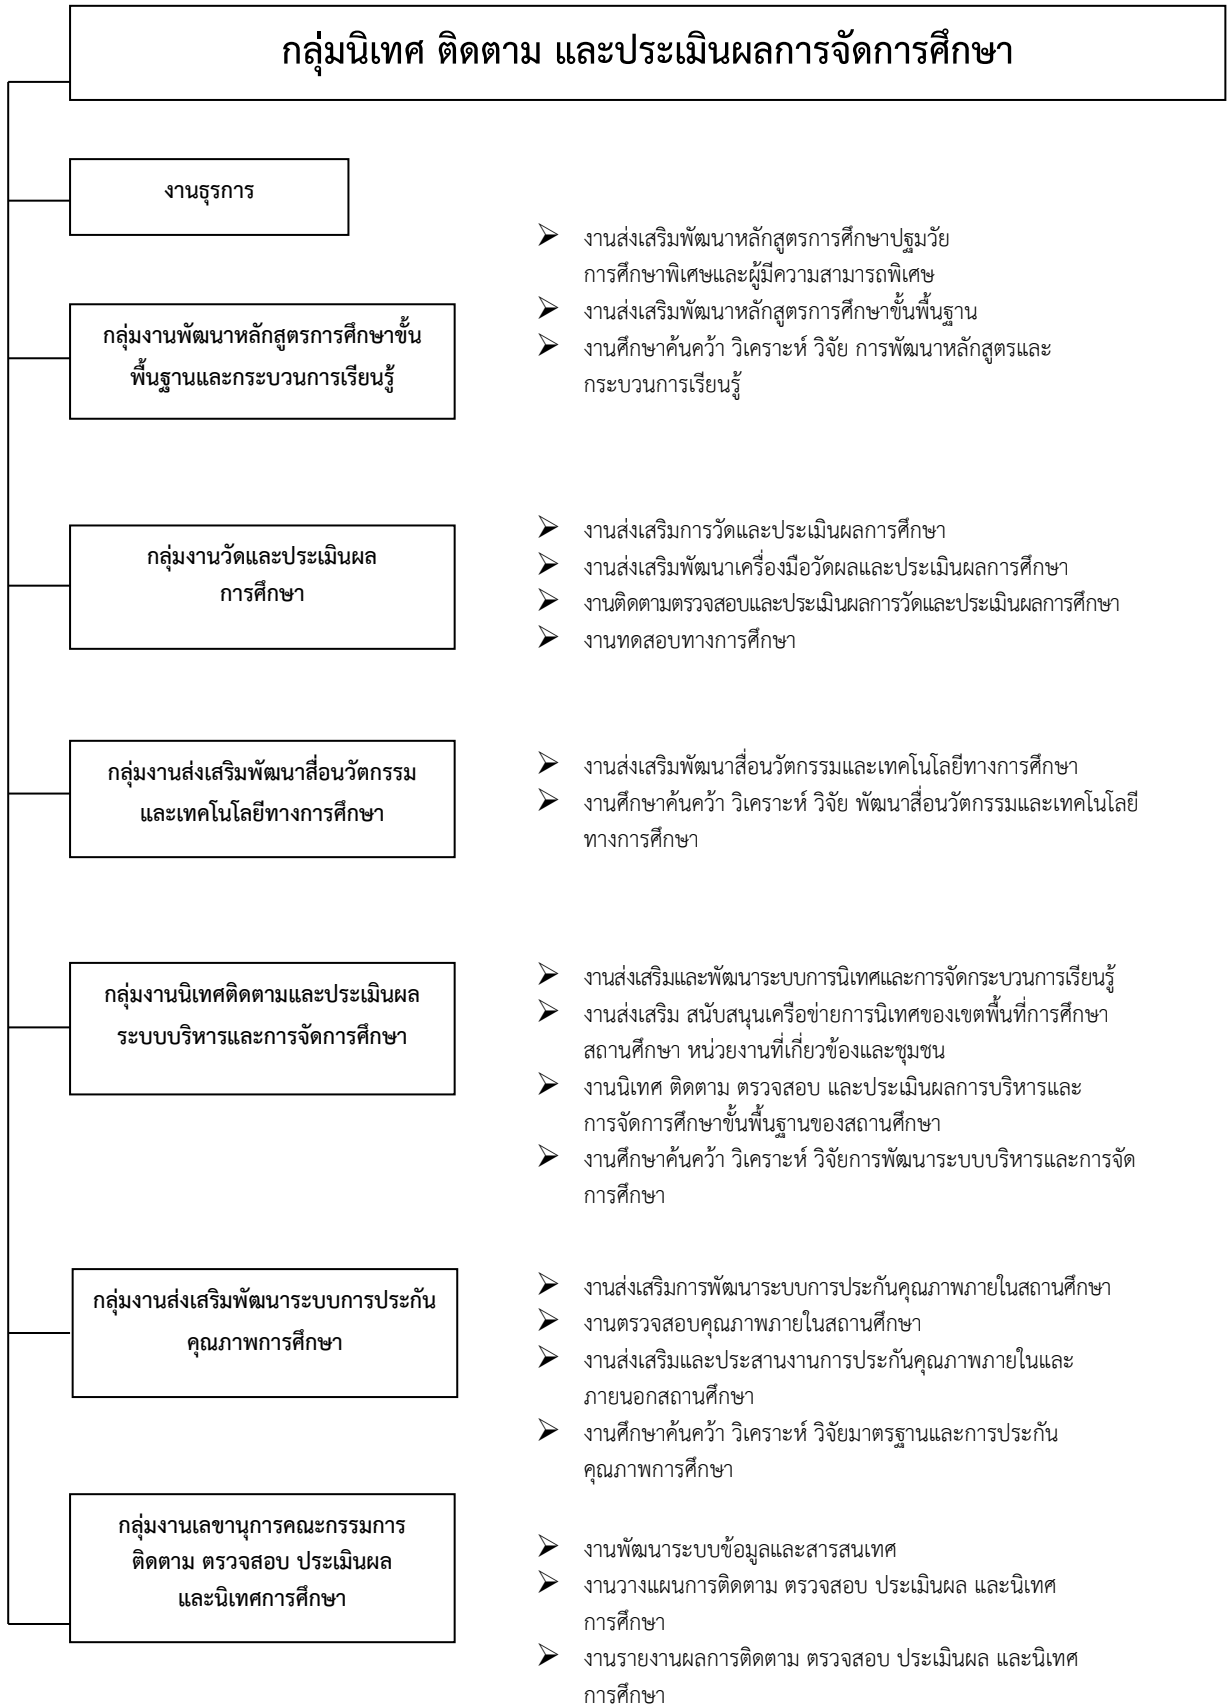 กลุ่มนิเทศ ติดตาม และประเมินผลการจัดการศึกษา
งานธุรการ
กลุ่มงานพัฒนาหลักสูตรการศึกษาขั้น
พื้นฐานและกระบวนการเรียนรู้
งานส่งเสริมพัฒนาหลักสูตรการศึกษาปฐมวัย
การศึกษาพิเศษและผู้มีความสามารถพิเศษ
งานส่งเสริมพัฒนาหลักสูตรการศึกษาขั้นพื้นฐาน
งานศึกษาค้นคว้า วิเคราะห์ วิจัย การพัฒนาหลักสูตรและ
กระบวนการเรียนรู้
กลุ่มงานวัดและประเมินผล
การศึกษา
งานส่งเสริมการวัดและประเมินผลการศึกษา
งานส่งเสริมพัฒนาเครื่องมือวัดผลและประเมินผลการศึกษา
งานติดตามตรวจสอบและประเมินผลการวัดและประเมินผลการศึกษา
งานทดสอบทางการศึกษา
กลุ่มงานส่งเสริมพัฒนาสื่อนวัตกรรม
และเทคโนโลยีทางการศึกษา
งานส่งเสริมพัฒนาสื่อนวัตกรรมและเทคโนโลยีทางการศึกษา
งานศึกษาค้นคว้า วิเคราะห์ วิจัย พัฒนาสื่อนวัตกรรมและเทคโนโลยี
ทางการศึกษา
กลุ่มงานนิเทศติดตามและประเมินผล
ระบบบริหารและการจัดการศึกษา
งานส่งเสริมและพัฒนาระบบการนิเทศและการจัดกระบวนการเรียนรู้
งานส่งเสริม สนับสนุนเครือข่ายการนิเทศของเขตพื้นที่การศึกษา
สถานศึกษา หน่วยงานที่เกี่ยวข้องและชุมชน
งานนิเทศ ติดตาม ตรวจสอบ และประเมินผลการบริหารและ
การจัดการศึกษาขั้นพื้นฐานของสถานศึกษา
งานศึกษาค้นคว้า วิเคราะห์ วิจัยการพัฒนาระบบบริหารและการจัด
การศึกษา
กลุ่มงานส่งเสริมพัฒนาระบบการประกัน
คุณภาพการศึกษา
งานส่งเสริมการพัฒนาระบบการประกันคุณภาพภายในสถานศึกษา
งานตรวจสอบคุณภาพภายในสถานศึกษา
งานส่งเสริมและประสานงานการประกันคุณภาพภายในและ
ภายนอกสถานศึกษา
งานศึกษาค้นคว้า วิเคราะห์ วิจัยมาตรฐานและการประกัน
คุณภาพการศึกษา
กลุ่มงานเลขานุการคณะกรรมการ
ติดตาม ตรวจสอบ ประเมินผล
และนิเทศการศึกษา
งานพัฒนาระบบข้อมูลและสารสนเทศ
งานวางแผนการติดตาม ตรวจสอบ ประเมินผล และนิเทศ
การศึกษา
งานรายงานผลการติดตาม ตรวจสอบ ประเมินผล และนิเทศ
การศึกษา